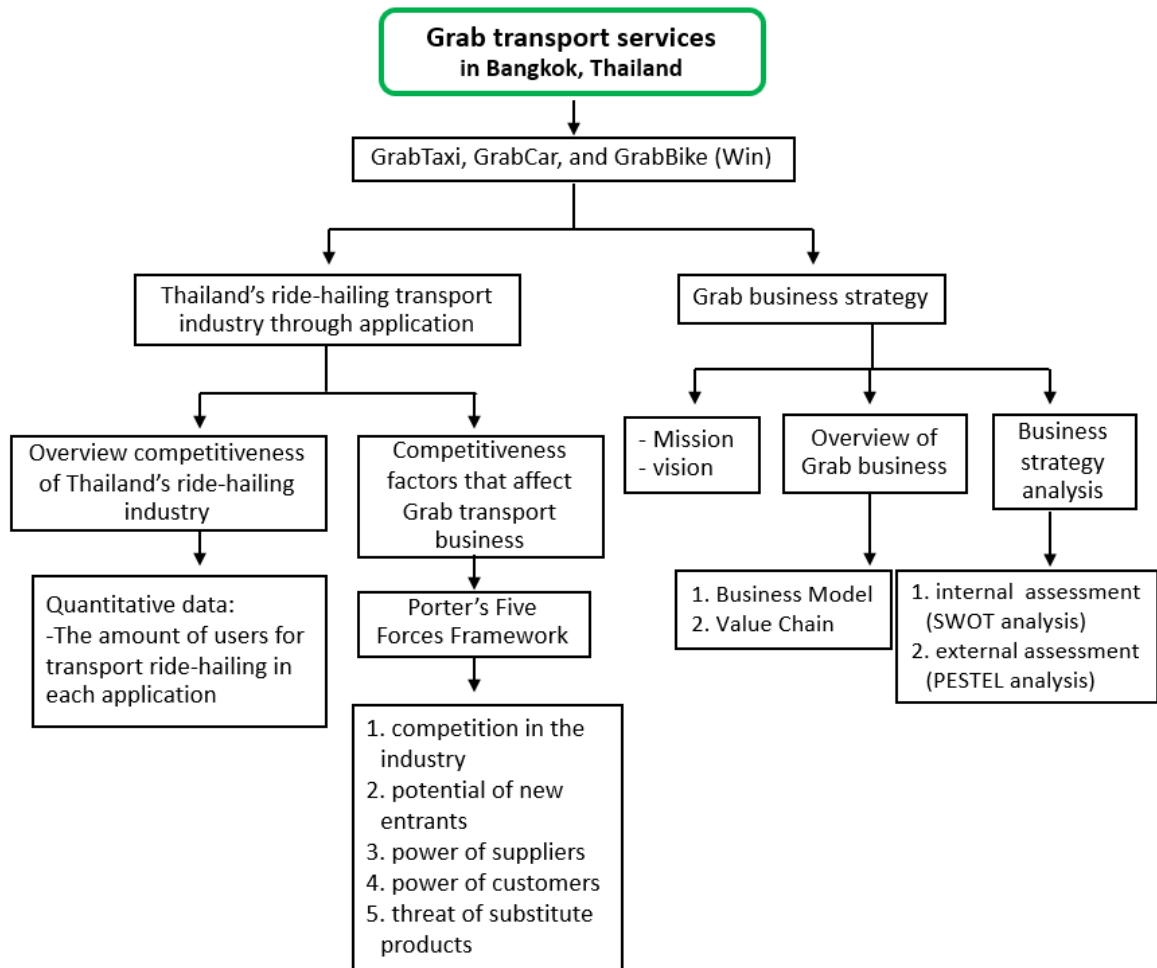 Grab transport services
in Bangkok, Thailand
GrabTaxi, GrabCar, and GrabBike (Win)
Thailand’s ride-hailing transport
industry through application
Grab business strategy
Overview competitiveness
of Thailand’s ride-hailing
industry
Competitiveness
factors that affect
Grab transport
business
- Mission
- vision
Overview of
Grab business
Business
strategy
analysis
Quantitative data:
-The amount of users for
transport ride-hailing in
each application
Porter’s Five
Forces Framework
1. Business Model
2. Value Chain
1. internal assessment
(SWOT analysis)
2. external assessment
(PESTEL analysis)
1. competition in the
industry
2. potential of new
entrants
3. power of suppliers
4. power of customers
5. threat of substitute
products